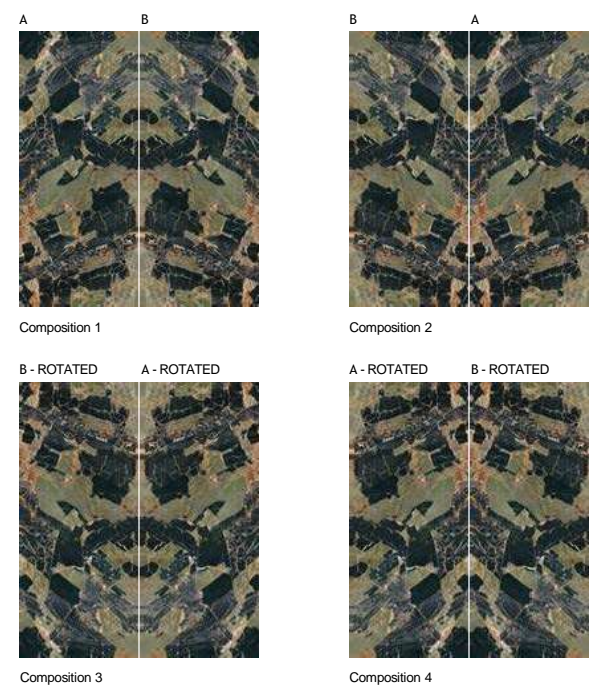 A B
B A
Composition 1
Composition 2
B - ROTATED A - ROTATED
A - ROTATED B - ROTATED
Composition 3
Composition 4